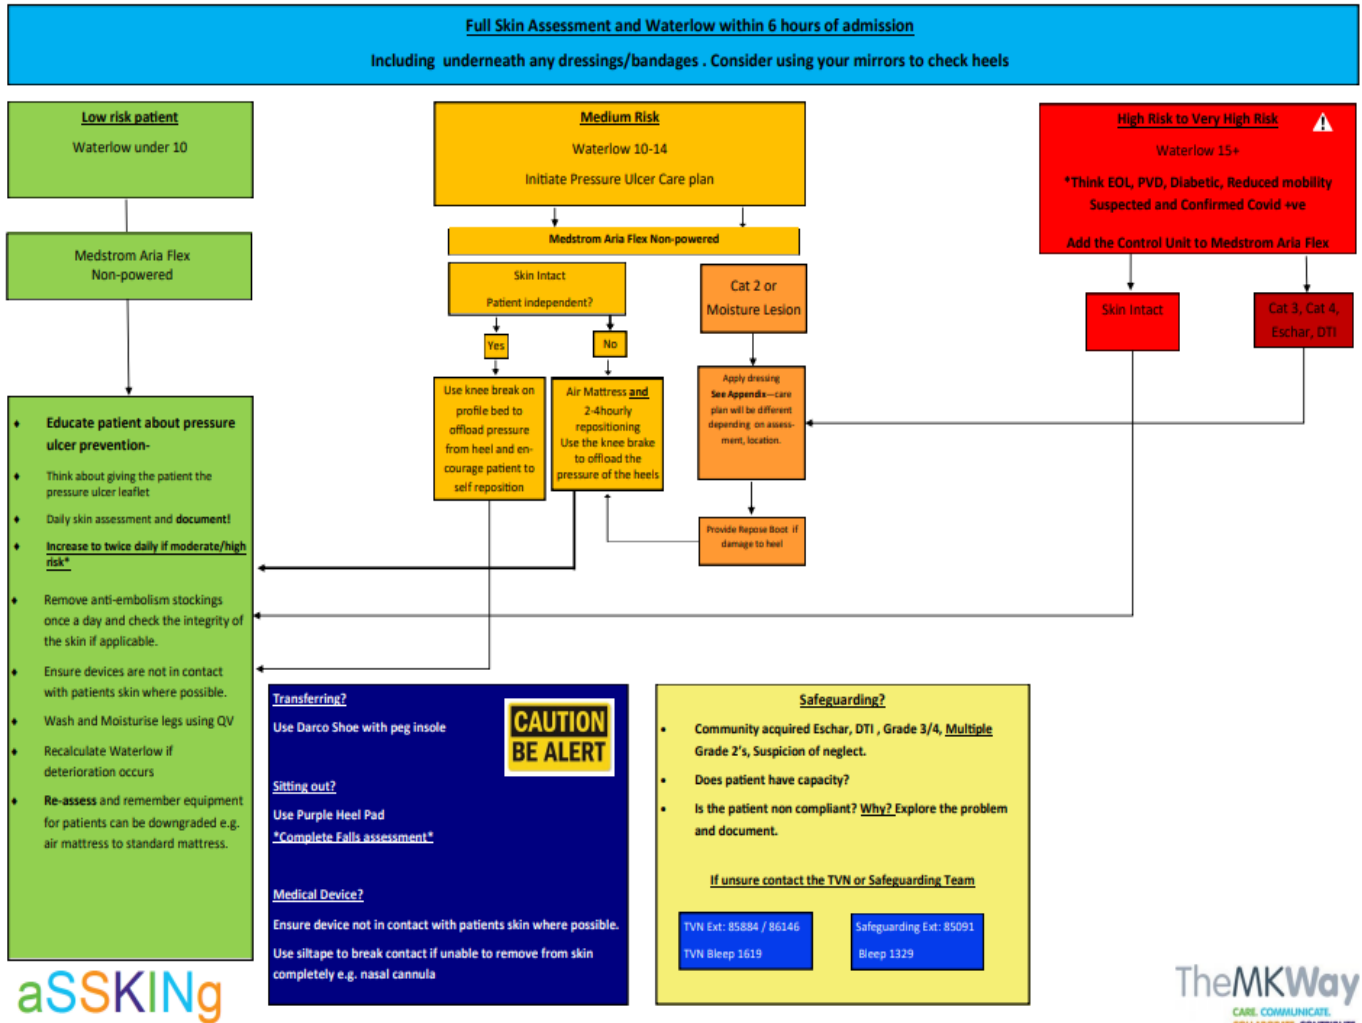 Full Skin Assessment and Waterlow within 6 hours of admission
Including underneath any dressings/bandages . Consider using your mirrors to check heels
Low risk patient
Waterlow under 10
Medstrom Aria Flex
Non-powered
♦ Educate patient about pressure
ulcer prevention-
♦ Think about giving the patient the
pressure ulcer leaflet
♦ Daily skin assessment and document!
♦ Increase to twice daily if moderate/high
risk*
♦ Remove anti-embolism stockings
once a day and check the integrity of
the skin if applicable.
♦ Ensure devices are not in contact
with patients skin where possible.
♦ Wash and Moisturise legs using QV
♦ Recalculate Waterlow if
deterioration occurs
♦ Re-assess and remember equipment
for patients can be downgraded e.g.
air mattress to standard mattress.
Medium Risk
Waterlow 10-14
Initiate Pressure Ulcer Care plan
Medstrom Aria Flex Non-powered
Skin Intact
Patient independent?
Yes
No
Use knee break on
profile bed to
offload pressure
from heel and en-
courage patient to
self reposition
Air Mattress and
2-4hourly
repositioning
Use the knee brake
to offload the
pressure of the heels
Cat 2 or
Moisture Lesion
Apply dressing
See Appendix—care
plan will be different
depending on assess-
ment, location.
Provide Repose Boot if
damage to heel
High Risk to Very High Risk
Waterlow 15+
*Think EOL, PVD, Diabetic, Reduced mobility
Suspected and Confirmed Covid +ve
Add the Control Unit to Medstrom Aria Flex
Skin Intact
Cat 3, Cat 4,
Eschar, DTI
Transferring?
Use Darco Shoe with peg insole
CAUTION
BE ALERT
Sitting out?
Use Purple Heel Pad
*Complete Falls assessment*
Medical Device?
Ensure device not in contact with patients skin where possible.
Use siltape to break contact if unable to remove from skin
completely e.g. nasal cannula
Safeguarding?
• Community acquired Eschar, DTI , Grade 3/4, Multiple
Grade 2's, Suspicion of neglect.
• Does patient have capacity?
• Is the patient non compliant? Why? Explore the problem
and document.
If unsure contact the TVN or Safeguarding Team
TVN Ext: 85884 / 86146
TVN Bleep 1619
Safeguarding Ext: 85091
Bleep 1329
aSSKINg
TheMKWay
CARE. COMMUNICATE.
COLLABORATE. CONTRIBUTE.